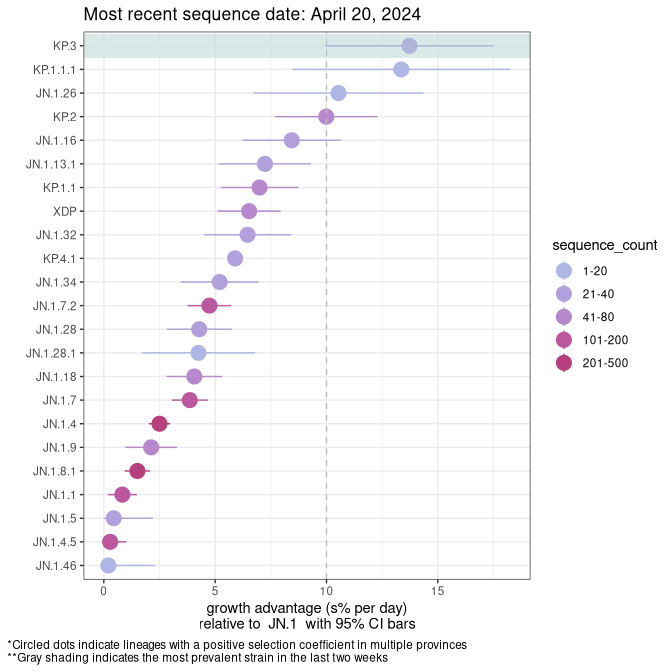 Most recent sequence date: April 20, 2024
KP.3
KP.1.1.1
JN.1.26
KP.2
JN.1.16
JN.1.13.1
KP.1.1
XDP
JN.1.32
KP.4.1
JN.1.34
JN.1.7.2
JN.1.28
JN.1.28.1
JN.1.18
JN.1.7
JN.1.4
JN.1.9
JN.1.8.1
JN.1.1
JN.1.5
JN.1.4.5
JN.1.46
0 5 10 15
growth advantage (s% per day)
relative to JN.1 with 95% CI bars
sequence_count
1-20
21-40
41-80
101-200
201-500
*Circled dots indicate lineages with a positive selection coefficient in multiple provinces
**Gray shading indicates the most prevalent strain in the last two weeks